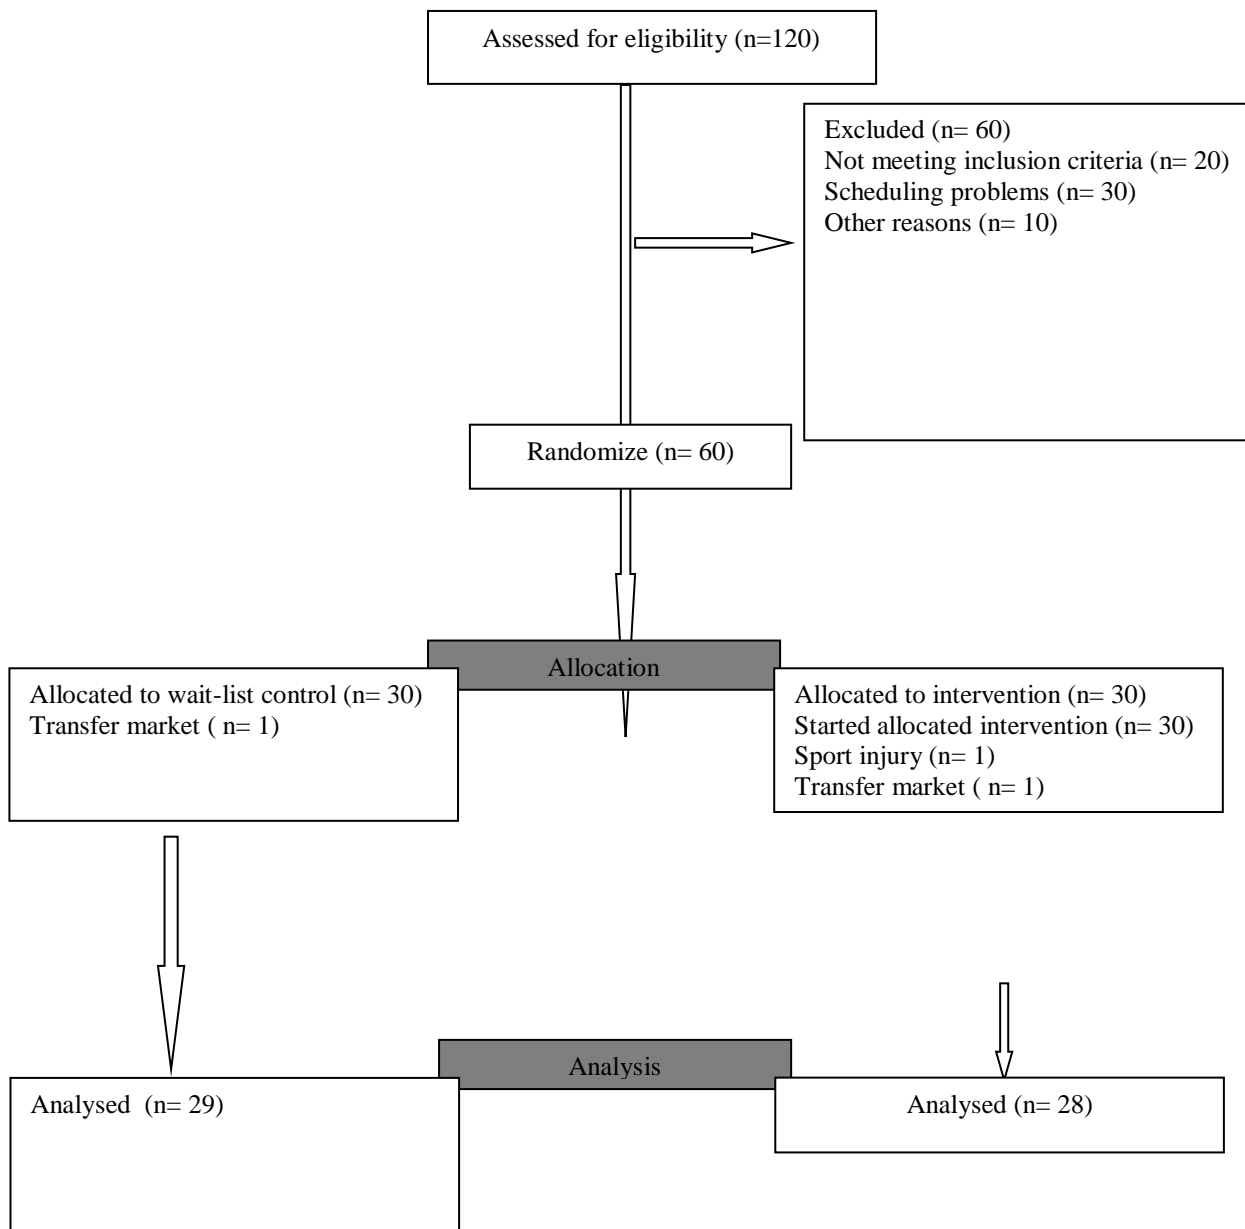 Assessed for eligibility (n=120)
Excluded (n= 60)
Not meeting inclusion criteria (n= 20)
Scheduling problems (n= 30)
Other reasons (n= 10)
Randomize (n= 60)
Allocation
Allocated to wait-list control (n= 30)
Transfer market ( n= 1)
Allocated to intervention (n= 30)
Started allocated intervention (n= 30)
Sport injury (n= 1)
Transfer market ( n= 1)
Analysis
Analysed  (n= 29)
Analysed (n= 28)